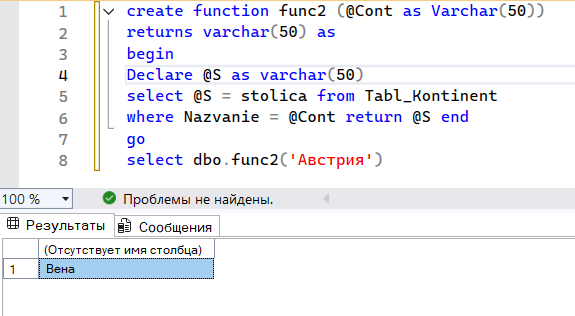 1 create function func2 (@Cont as Varchar(50))
2 returns varchar(50) as
3 begin
4 Declare @S as varchar(50)
5 select @S = stolica from Tabl_Kontinent
6 where Nazvanie = @Cont return @S end
7 go
8 select dbo.func2('Австрия')
100 % Проблемы не найдены.
Результаты Сообщения
(Отсутствует имя столбца)
1 Вена